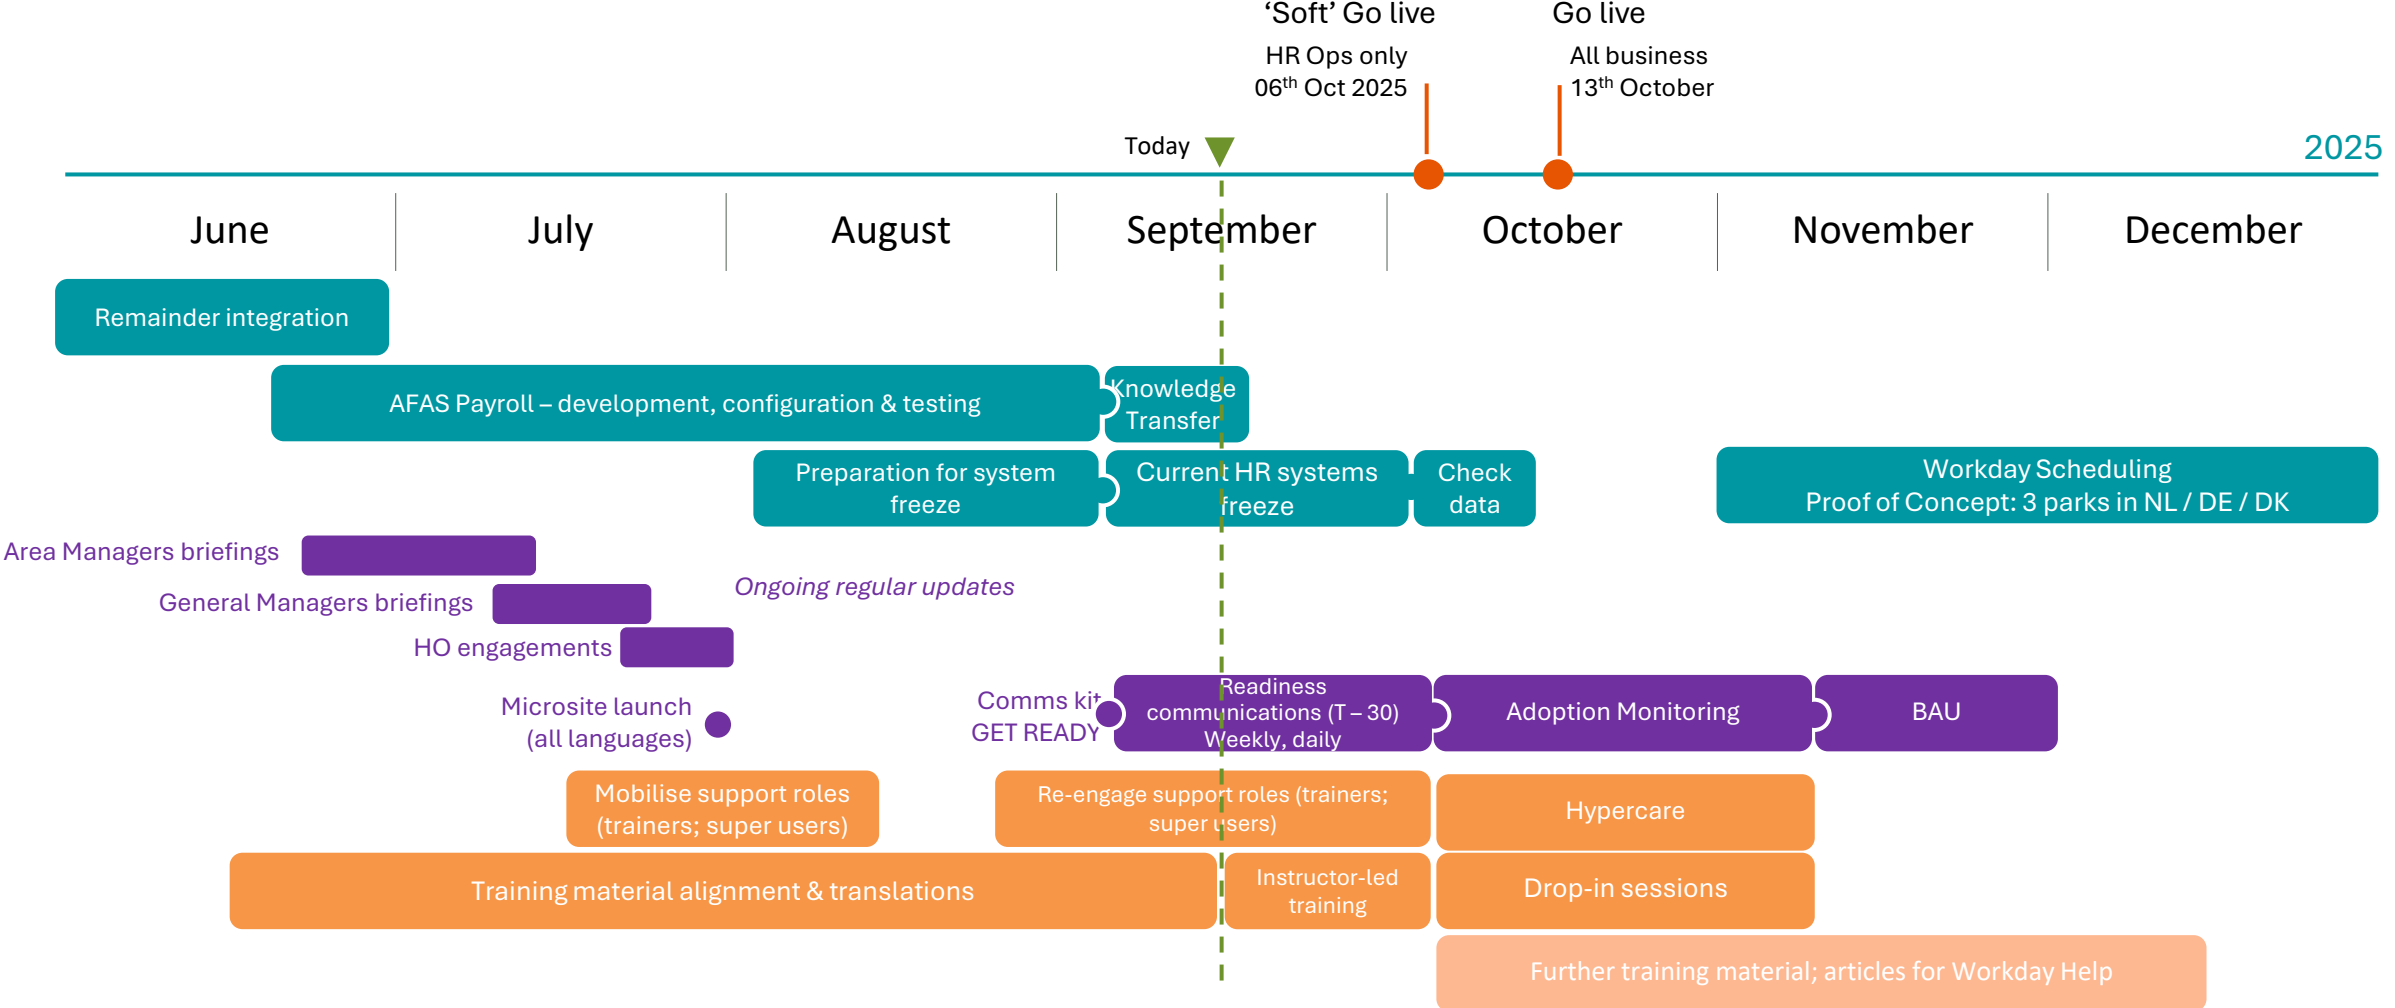 ‘Soft’ Go live
Go live
HR Ops only
06th Oct 2025
All business
13th October
Today
2025
June
July
August
September
October
November
December
Remainder integration
AFAS Payroll – development, configuration & testing
Knowledge
Transfer
Preparation for system
freeze
Current HR systems
freeze
Check
data
Workday Scheduling
Proof of Concept: 3 parks in NL / DE / DK
Area Managers briefings
General Managers briefings
Ongoing regular updates
HO engagements
Microsite launch
(all languages)
Comms kit
GET READY
Readiness
communications (T – 30)
Weekly, daily
Adoption Monitoring
BAU
Mobilise support roles
(trainers; super users)
Re-engage support roles (trainers;
super users)
Hypercare
Training material alignment & translations
Instructor-led
training
Drop-in sessions
Further training material; articles for Workday Help